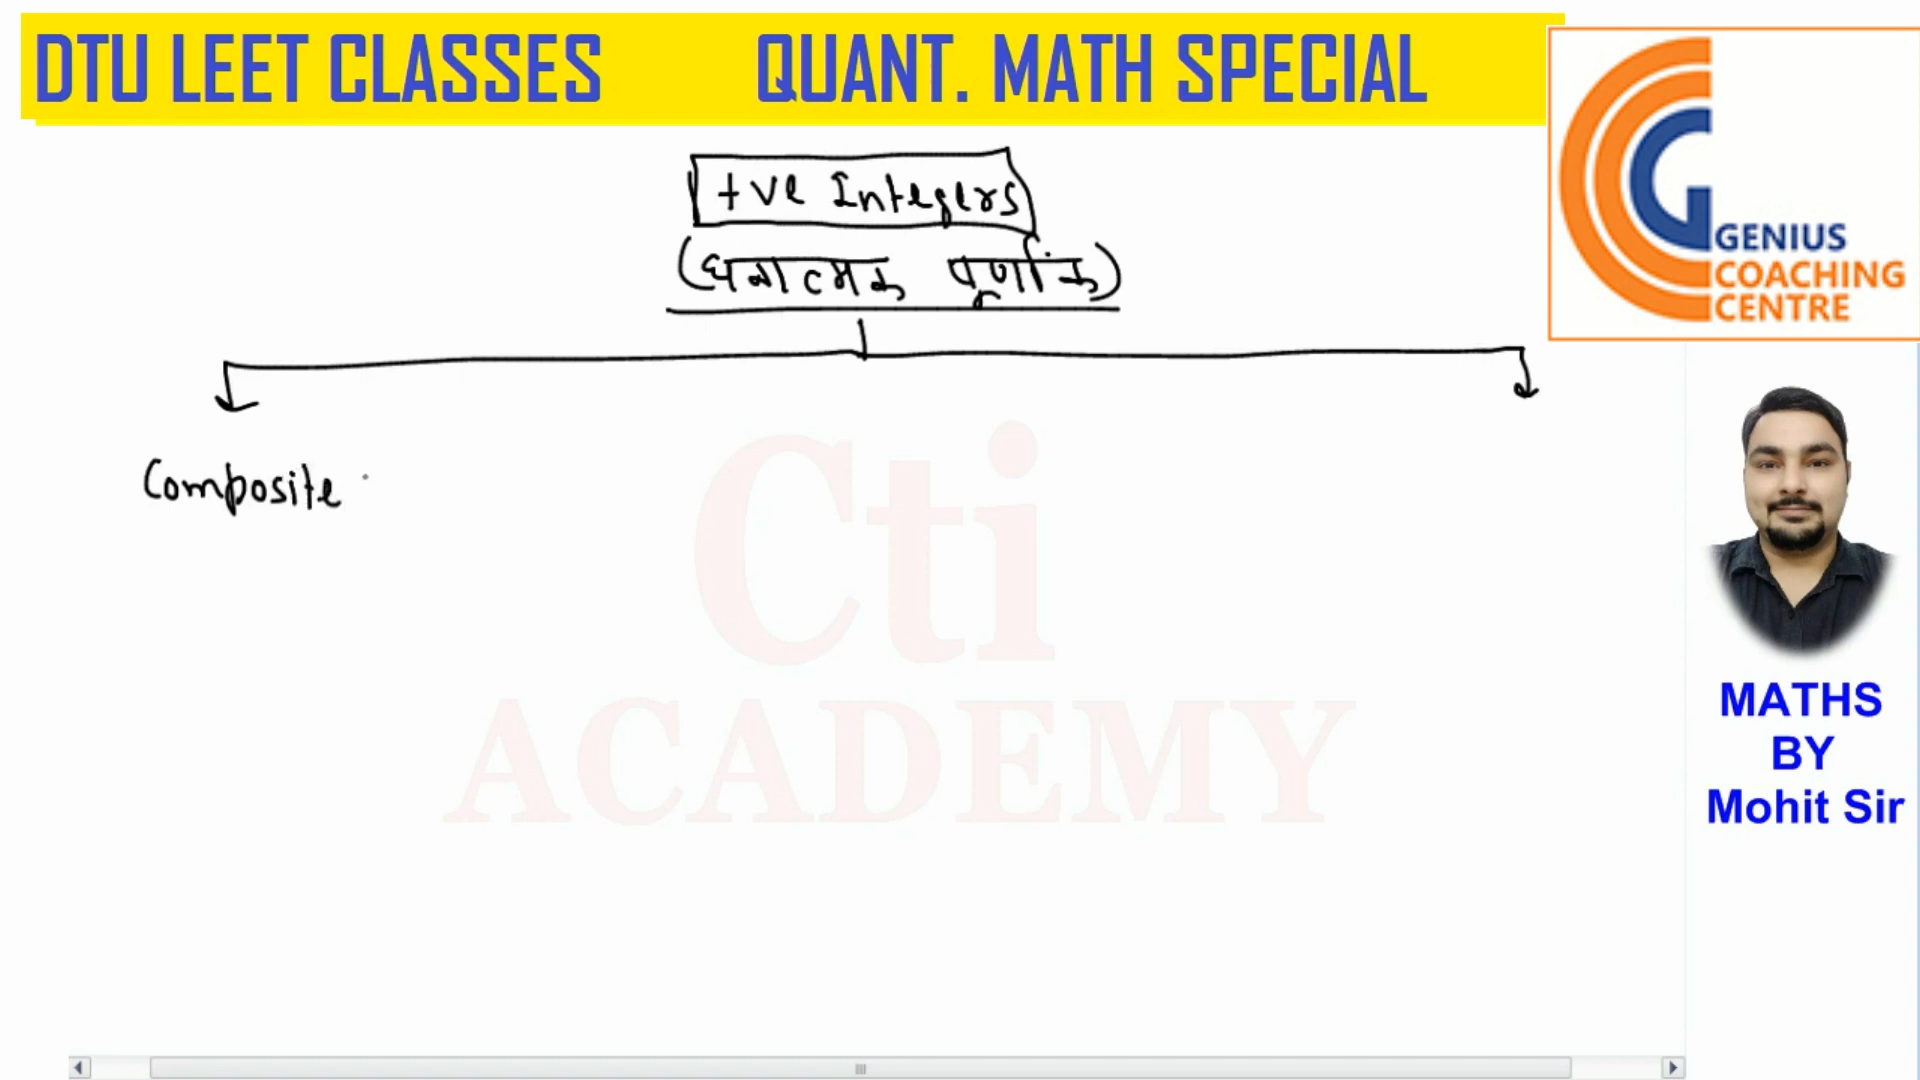 DTU LEET CLASSES QUANT. MATH SPECIAL
GENIUS
COACHING
CENTRE
+ve Integers
(धनात्मक पूर्णांक)
Composite
Cti
ACADEMY
MATHS
BY
Mohit Sir